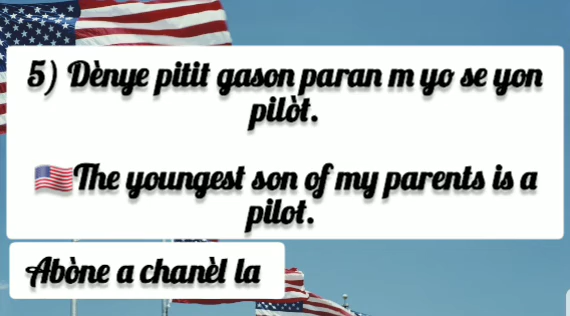 5) Dènye pitit gason paran m yo se yon
pilòt.
🇺🇸The youngest son of my parents is a
pilot.
Abòne a chanèl la